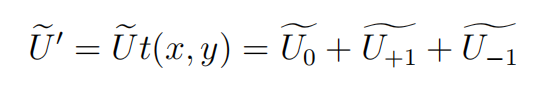 $\widetilde{U}' = \widetilde{U}t(x, y) = \widetilde{U_0} + \widetilde{U_{+1}} + \widetilde{U_{-1}}$